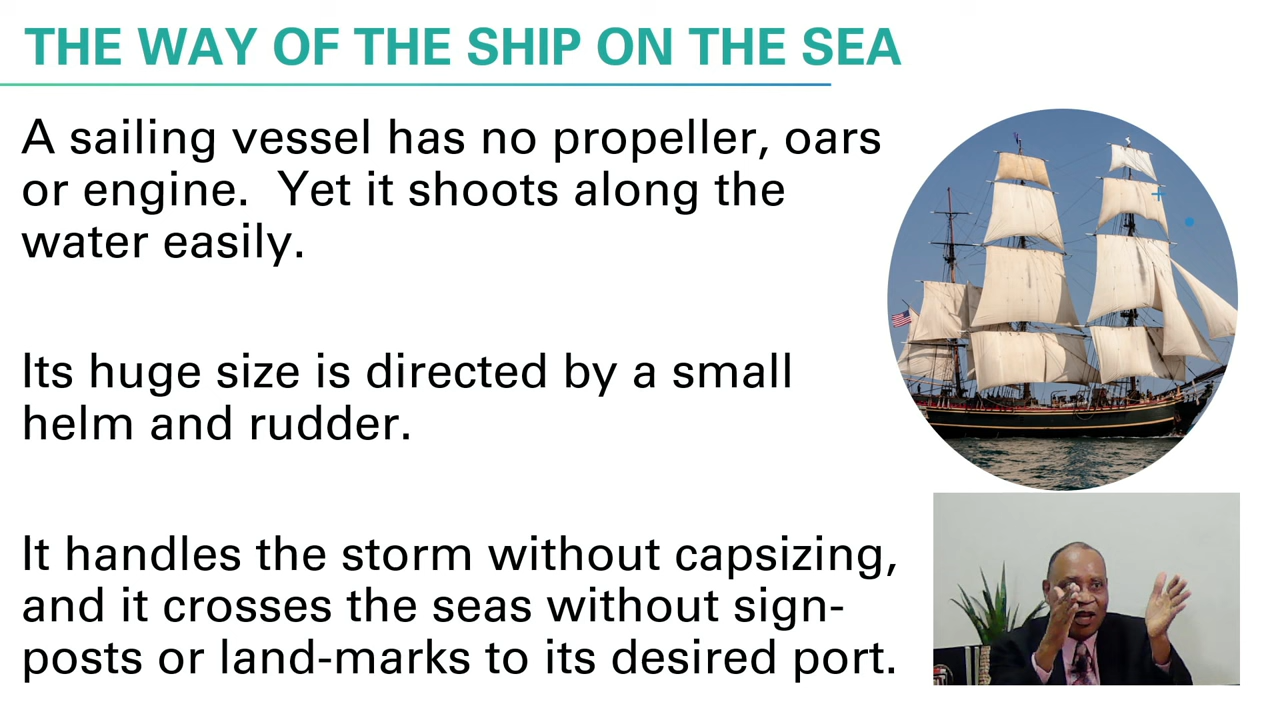 THE WAY OF THE SHIP ON THE SEA
A sailing vessel has no propeller, oars
or engine.  Yet it shoots along the
water easily.
Its huge size is directed by a small
helm and rudder.
It handles the storm without capsizing,
and it crosses the seas without sign-
posts or land-marks to its desired port.